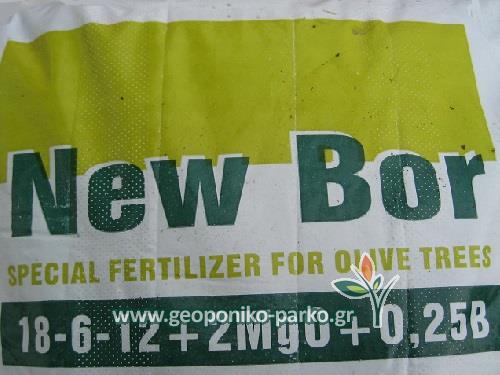 New Bor
SPECIAL FERTILIZER FOR OLIVE TREES
www.geoponiko-parko.gr
18-6-12+2MgO+0,25B